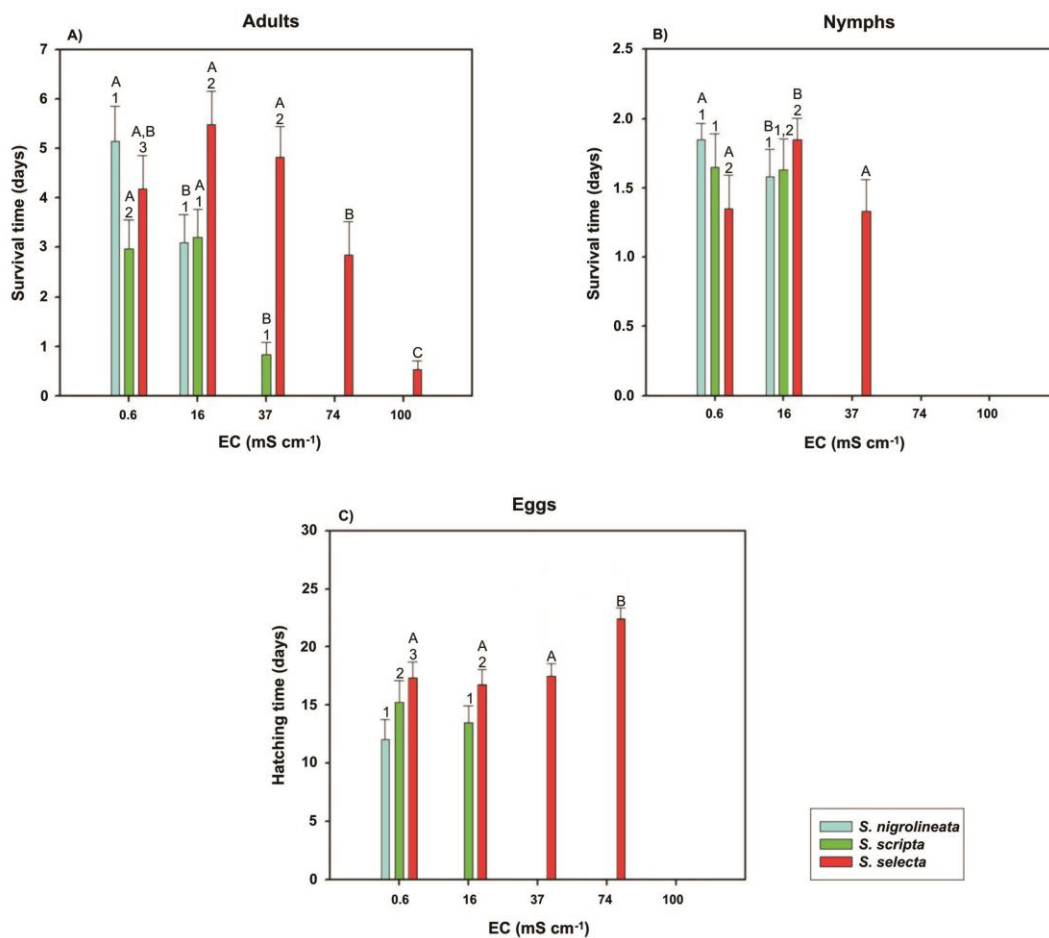 Adults
A)
7
6
5
4
3
2
1
0
Survival time (days)
A
1
A
2
A,B
3
B
1
A
1
A
2
B
1
A
2
B
C
0.6 16 37 74 100
EC (mS cm⁻¹)
Nymphs
B)
2.5
2.0
1.5
1.0
0.5
0.0
Survival time (days)
A
1
1
A
2
B
1
1,2
B
2
A
0.6 16 37 74 100
EC (mS cm⁻¹)
Eggs
C)
30
25
20
15
10
5
0
Hatching time (days)
1
2
A
3
1
A
2
A
B
0.6 16 37 74 100
EC (mS cm⁻¹)
S. nigrolineata
S. scripta
S. selecta